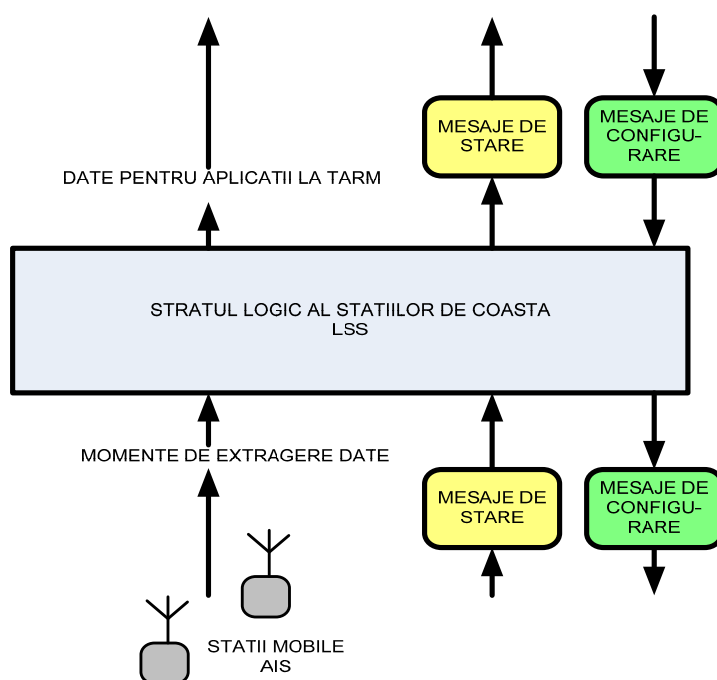 MESAJE DE
STARE
MESAJE DE
CONFIGU-
RARE
DATE PENTRU APLICATII LA TARM
STRATUL LOGIC AL STATIILOR DE COASTA
LSS
MOMENTE DE EXTRAGERE DATE
MESAJE DE
STARE
MESAJE DE
CONFIGU-
RARE
STATII MOBILE
AIS